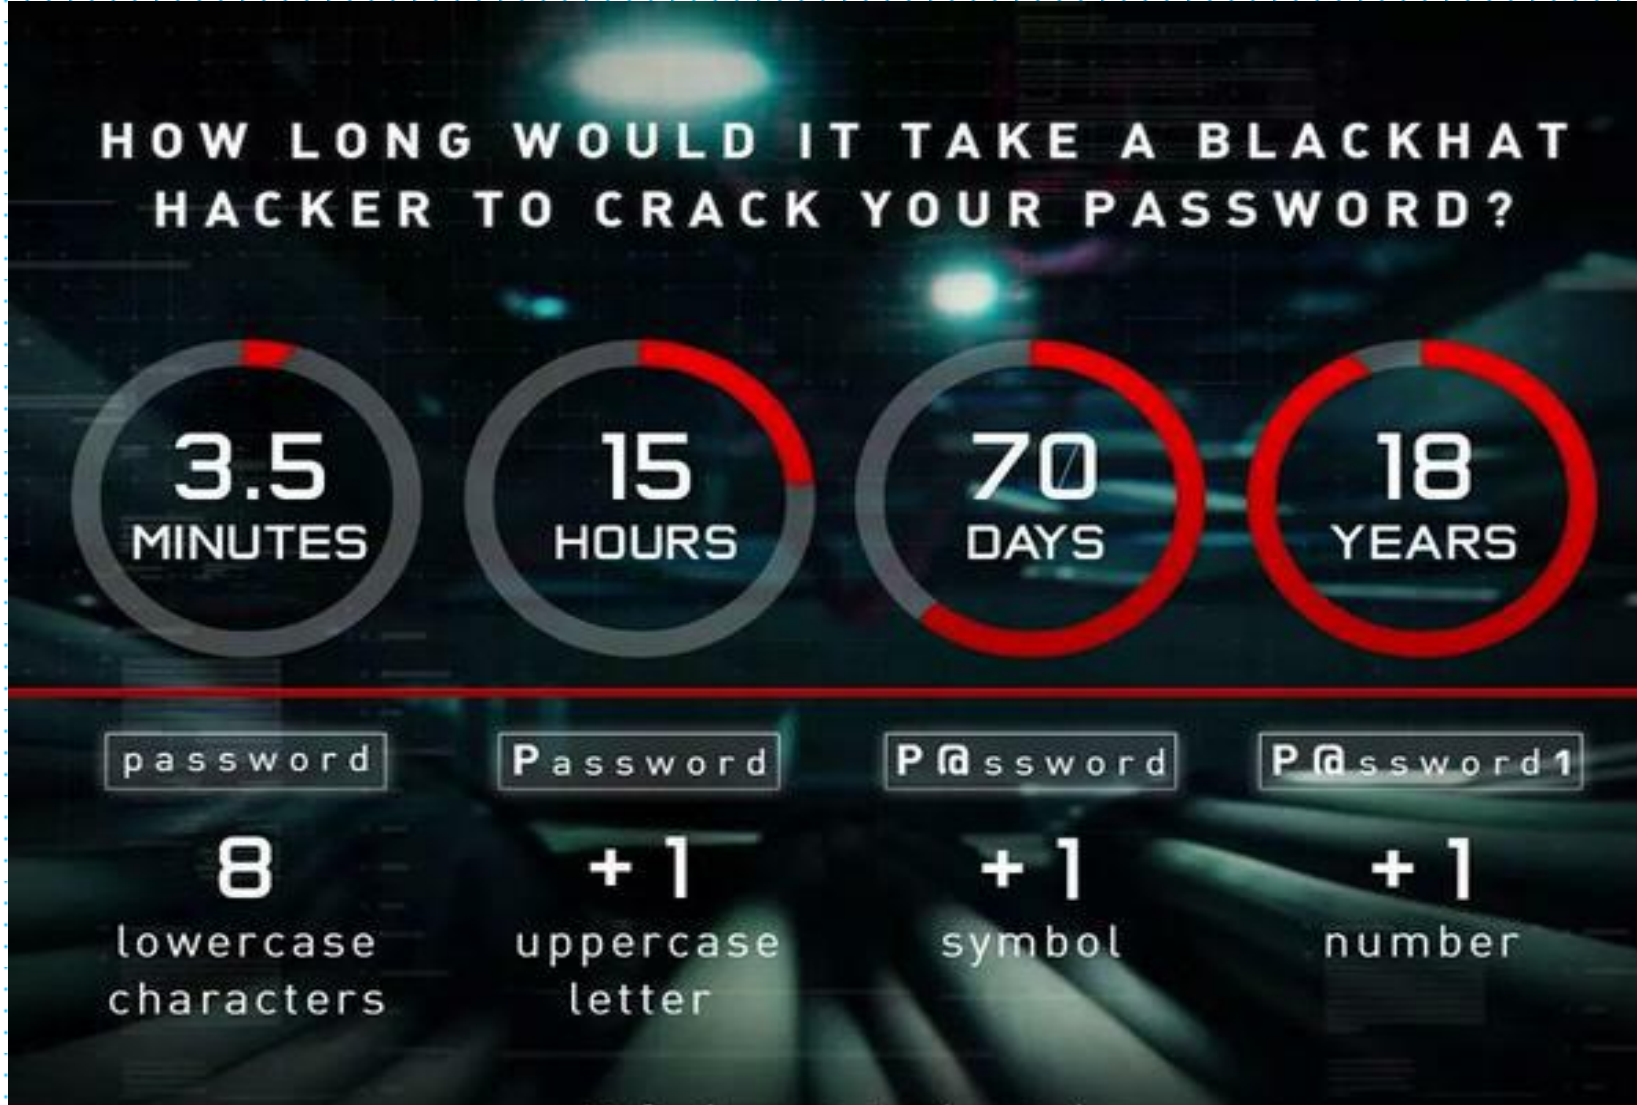 HOW LONG WOULD IT TAKE A BLACKHAT
HACKER TO CRACK YOUR PASSWORD?
3.5
MINUTES
15
HOURS
70
DAYS
18
YEARS
password
Password
P@ssword
P@ssword1
8
lowercase
characters
+1
uppercase
letter
+1
symbol
+1
number